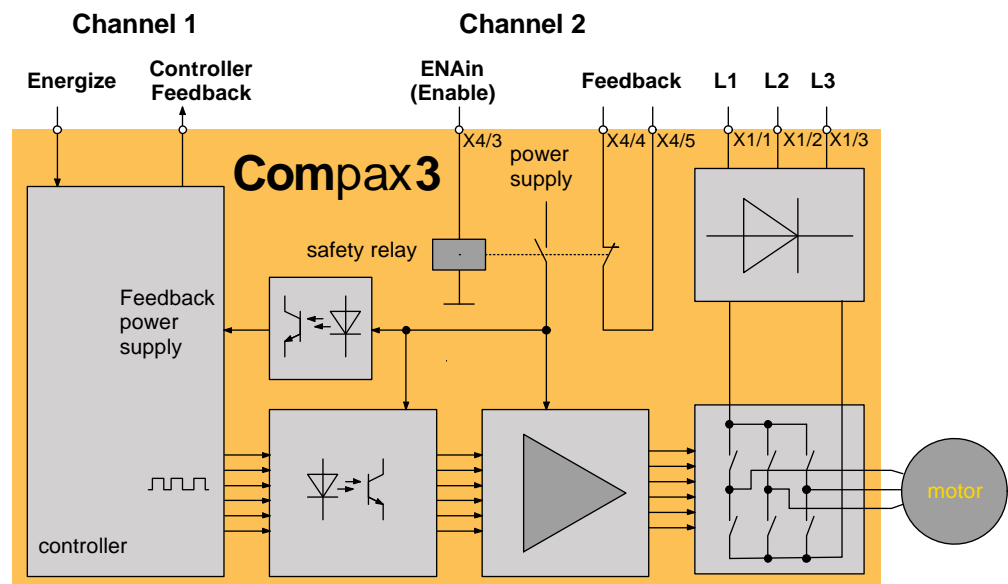 Channel 1
Channel 2
Energize
Controller
Feedback
ENAin
(Enable)
Feedback
L1
L2
L3
X4/3
X4/4
X4/5
X1/1
X1/2
X1/3
Compax3
power
supply
safety relay
Feedback
power
supply
controller
motor